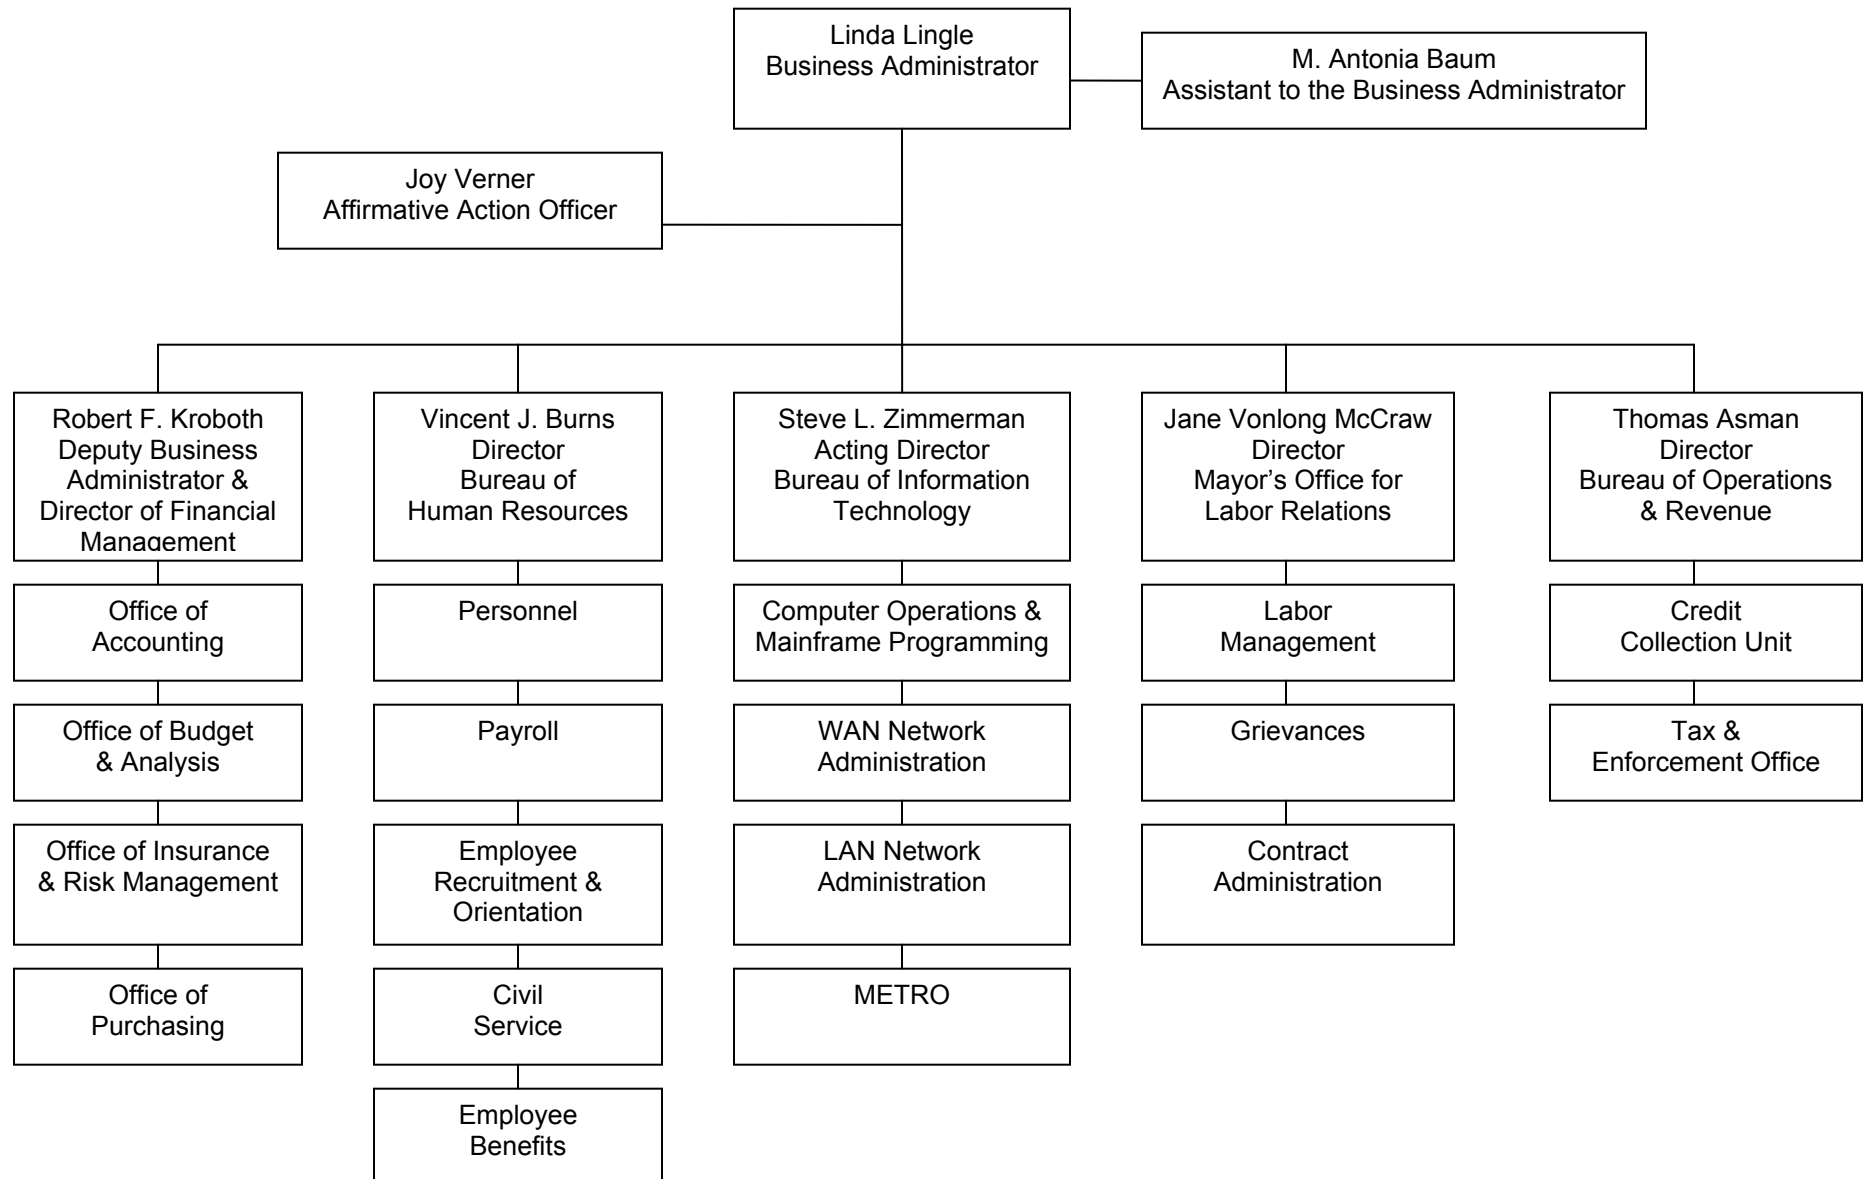 Linda Lingle
Business Administrator
M. Antonia Baum
Assistant to the Business Administrator
Joy Verner
Affirmative Action Officer
Robert F. Kroboth
Deputy Business
Administrator &
Director of Financial
Management
Office of
Accounting
Office of Budget
& Analysis
Office of Insurance
& Risk Management
Office of
Purchasing
Vincent J. Burns
Director
Bureau of
Human Resources
Personnel
Payroll
Employee
Recruitment &
Orientation
Civil
Service
Employee
Benefits
Steve L. Zimmerman
Acting Director
Bureau of Information
Technology
Computer Operations &
Mainframe Programming
WAN Network
Administration
LAN Network
Administration
METRO
Jane Vonlong McCraw
Director
Mayor’s Office for
Labor Relations
Labor
Management
Grievances
Contract
Administration
Thomas Asman
Director
Bureau of Operations
& Revenue
Credit
Collection Unit
Tax &
Enforcement Office